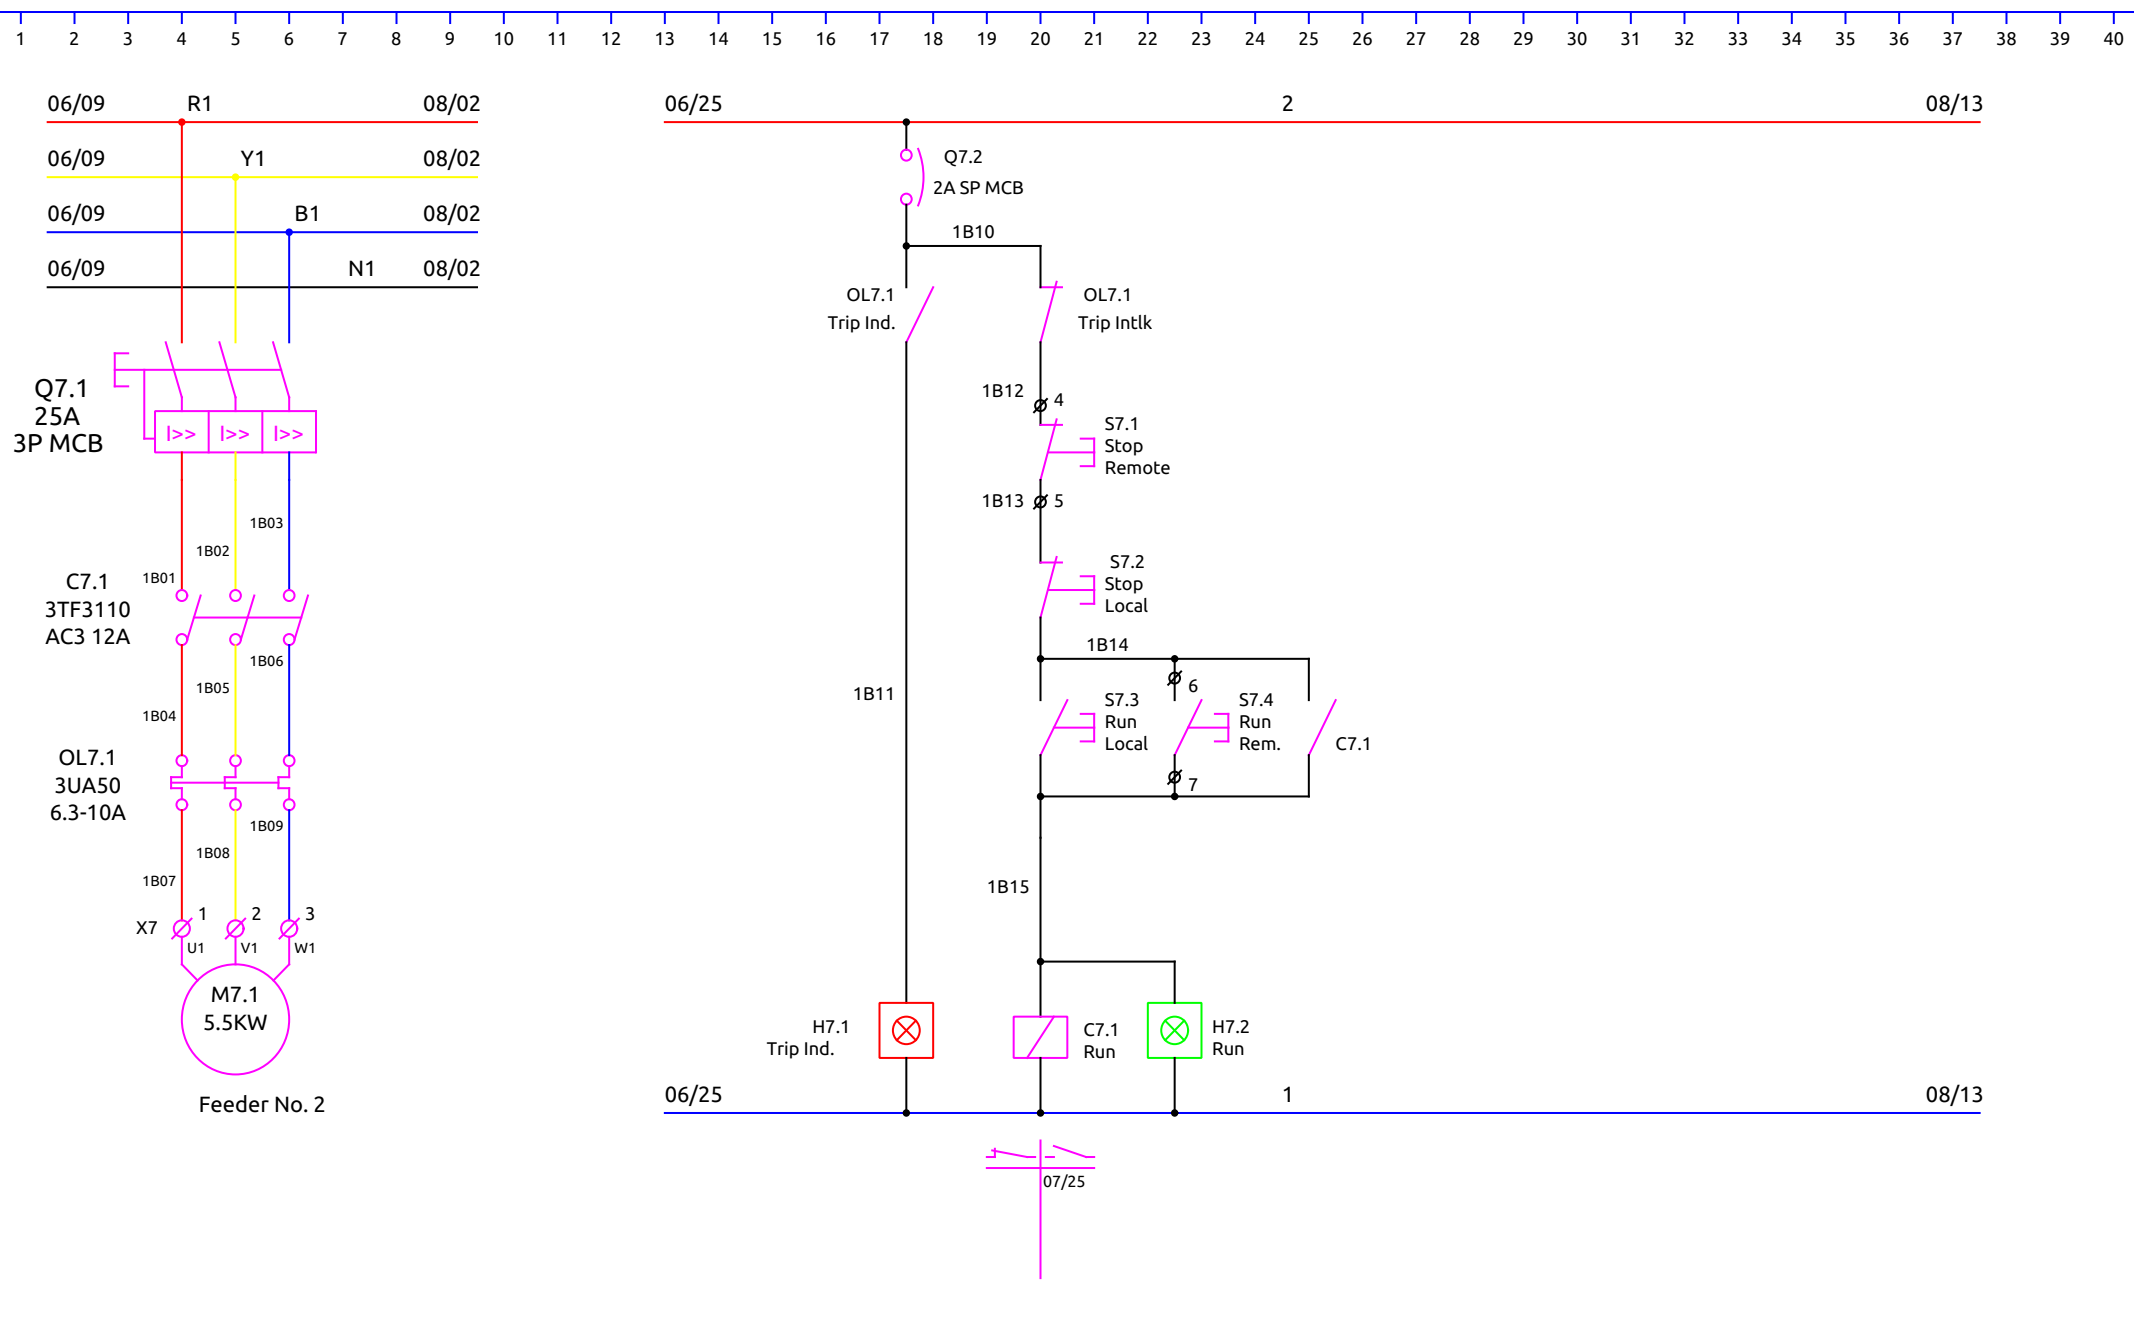 1 2 3 4 5 6 7 8 9 10 11 12 13 14 15 16 17 18 19 20 21 22 23 24 25 26 27 28 29 30 31 32 33 34 35 36 37 38 39 40
06/09 R1 08/02
06/09 Y1 08/02
06/09 B1 08/02
06/09 N1 08/02
Q7.1
25A
3P MCB
I>> I>> I>>
1B03
1B02
1B01
C7.1
3TF3110
AC3 12A
1B06
1B05
1B04
OL7.1
3UA50
6.3-10A
1B09
1B08
1B07
X7 1 2 3
U1 V1 W1
M7.1
5.5KW
Feeder No. 2
06/25 2 08/13
Q7.2
2A SP MCB
1B10
OL7.1
Trip Ind.
OL7.1
Trip Intlk
1B12 4
S7.1
Stop
Remote
1B13 5
S7.2
Stop
Local
1B14
6
1B11
S7.3
Run
Local
S7.4
Run
Rem.
C7.1
7
1B15
H7.1
Trip Ind.
C7.1
Run
H7.2
Run
06/25 1 08/13
07/25